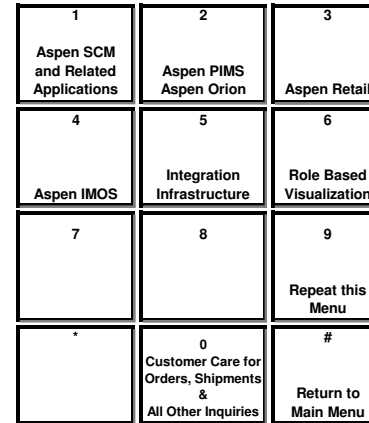 1
Aspen SCM
and Related
Applications
2
Aspen PIMS
Aspen Orion
3
Aspen Retail
4
Aspen IMOS
5
Integration
Infrastructure
6
Role Based
Visualization
7
8
9
Repeat this
Menu
*
0
Customer Care for
Orders, Shipments
&
All Other Inquiries
#
Return to
Main Menu